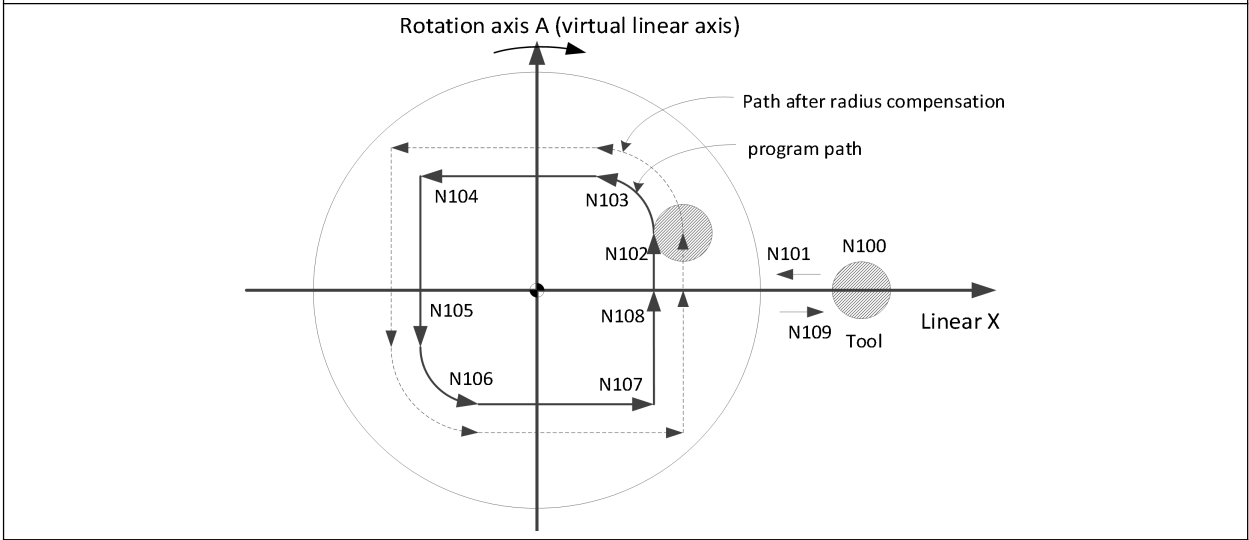 Rotation axis A (virtual linear axis)
Path after radius compensation
program path
N104
N103
N102
N101
N100
N105
N108
N109
Linear X
Tool
N106
N107